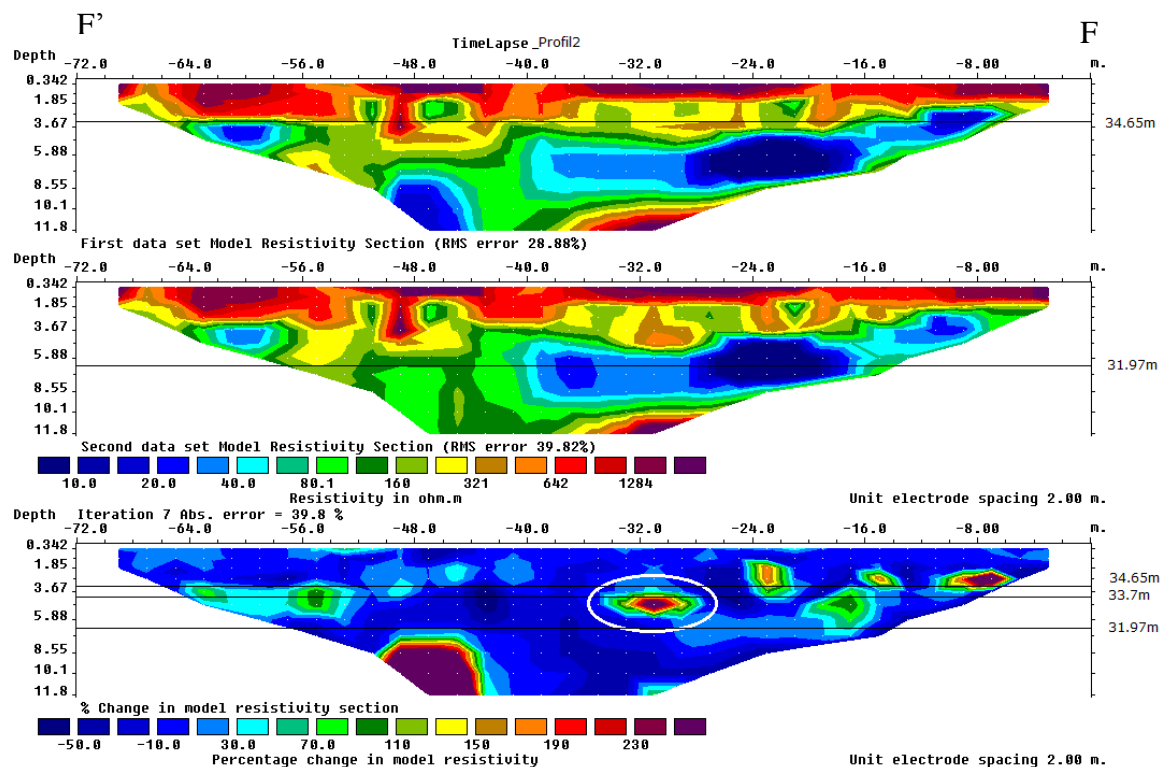 F’ F
TimeLapse_Profil2
Depth -72.0 -64.0 -56.0 -48.0 -40.0 -32.0 -24.0 -16.0 -8.00 m.
0.342
1.85
3.67 34.65m
5.88
8.55
10.1
11.8
First data set Model Resistivity Section (RMS error 28.88%)
Depth
-72.0 -64.0 -56.0 -48.0 -40.0 -32.0 -24.0 -16.0 -8.00 m.
0.342
1.85
3.67
5.88
31.97m
8.55
10.1
11.8
Second data set Model Resistivity Section (RMS error 39.82%)
10.0 20.0 40.0 80.1 160 321 642 1284
Resistivity in ohm.m Unit electrode spacing 2.00 m.
Depth Iteration 7 Abs. error = 39.8 %
-72.0 -64.0 -56.0 -48.0 -40.0 -32.0 -24.0 -16.0 -8.00 m.
0.342
1.85
34.65m
3.67 33.7m
5.88
31.97m
8.55
10.1
11.8
% Change in model resistivity section
-50.0 -10.0 30.0 70.0 110 150 190 230
Percentage change in model resistivity Unit electrode spacing 2.00 m.